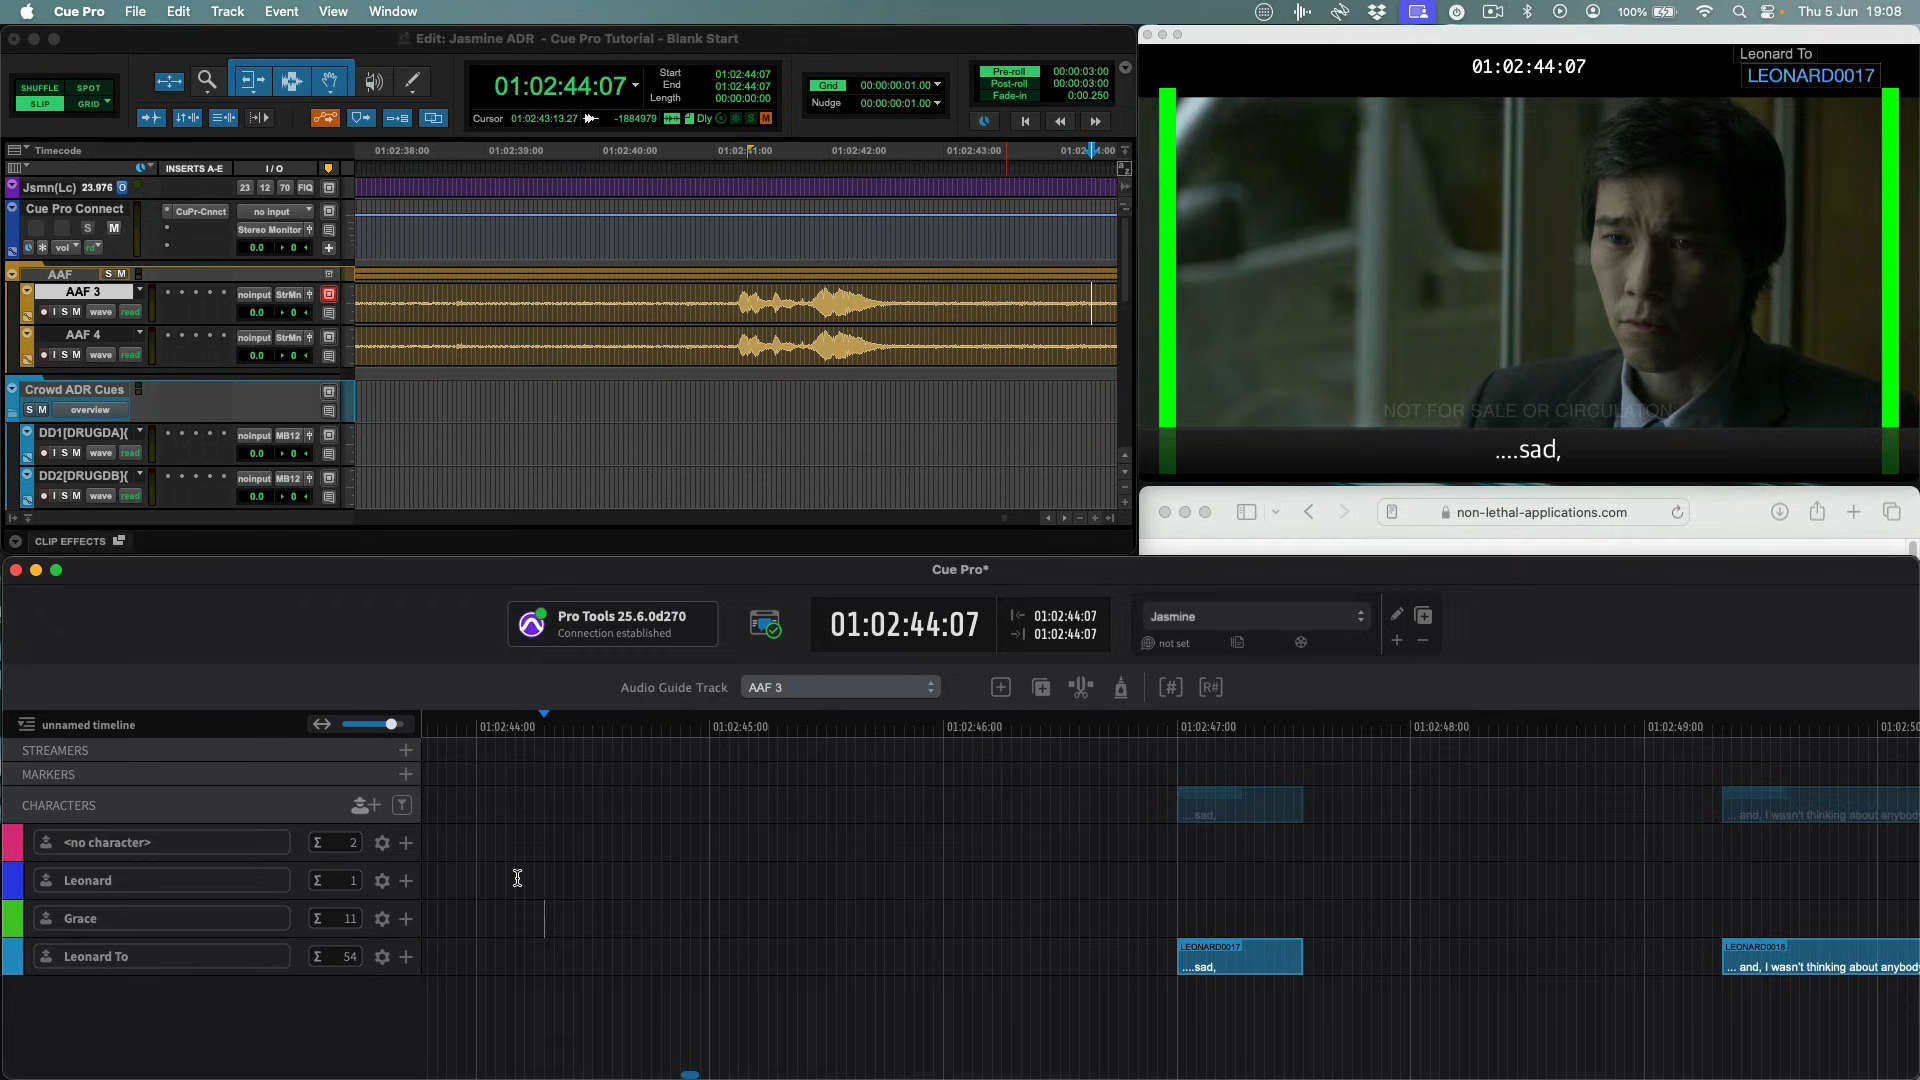 Cue Pro File Edit Track Event View Window
100% Thu 5 Jun 19:08
Edit: Jasmine ADR - Cue Pro Tutorial - Blank Start
SHUFFLE SPOT
SLIP GRID
01:02:44:07
Start 01:02:44:07
End 01:02:44:07
Length 00:00:00:00
Cursor 01:02:43:13.27 -1884979 Dly S M
Grid 00:00:00:01.00
Nudge 00:00:00:01.00
Pre-roll 00:00:03:00
Post-roll 00:00:03:00
Fade-in 0:00.250
Timecode 01:02:38:00 01:02:39:00 01:02:40:00 01:02:41:00 01:02:42:00 01:02:43:00
INSERTS A-E I / O
a z
Jsmn(Lc) 23.976 23 12 70 FIQ
Cue Pro Connect CuPr-Cnnct no input
S M Stereo Monitor
vol rd 0.0 0
AAF S M
AAF 3 noinput StrMn
I S M wave read 0.0 0
AAF 4 noinput StrMn
I S M wave read 0.0 0
Crowd ADR Cues
S M overview
DD1[DRUGDA]( noinput MB12
I S M wave read 0.0 0
DD2[DRUGDB]( noinput MB12
I S M wave read 0.0 0
CLIP EFFECTS
01:02:44:07
Leonard To
LEONARD0017
NOT FOR SALE OR CIRCULATON
....sad,
non-lethal-applications.com
Cue Pro*
Pro Tools 25.6.0d270
Connection established
01:02:44:07
01:02:44:07
01:02:44:07
Jasmine
not set
Audio Guide Track AAF 3
[#] [R#]
unnamed timeline
01:02:44:00 01:02:45:00 01:02:46:00 01:02:47:00 01:02:48:00 01:02:49:00 01:02:50
STREAMERS
MARKERS
CHARACTERS
....sad,
... and, I wasn't thinking about anybody
<no character> Σ 2
Leonard Σ 1
Grace Σ 11
Leonard To Σ 54
LEONARD0017
....sad,
LEONARD0018
... and, I wasn't thinking about anybody